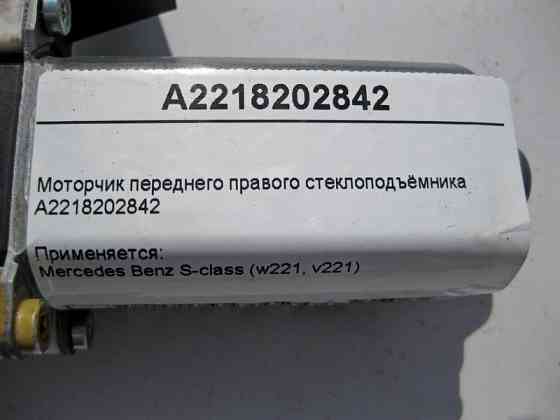 A2218202842
Моторчик переднего правого стеклоподъёмника
A2218202842
Применяется:
Mercedes Benz S-class (w221, v221)